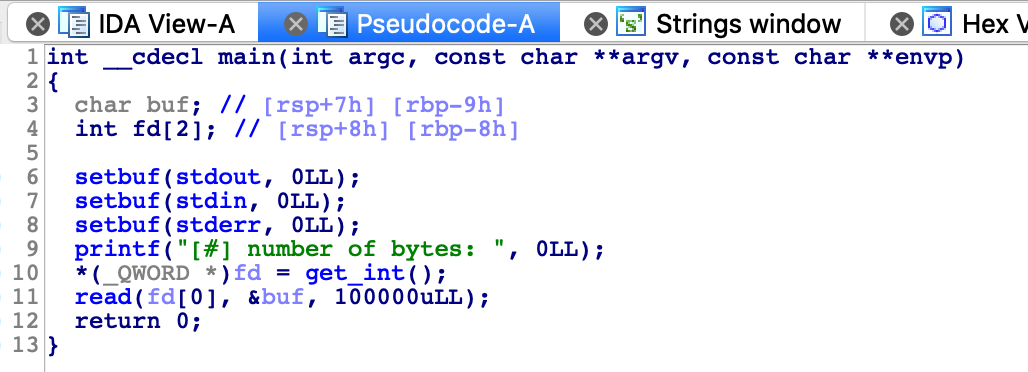 IDA View-A Pseudocode-A Strings window Hex V
1 int __cdecl main(int argc, const char **argv, const char **envp)
2 {
3   char buf; // [rsp+7h] [rbp-9h]
4   int fd[2]; // [rsp+8h] [rbp-8h]
5
6   setbuf(stdout, 0LL);
7   setbuf(stdin, 0LL);
8   setbuf(stderr, 0LL);
9   printf("[#] number of bytes: ", 0LL);
10   *(_QWORD *)fd = get_int();
11   read(fd[0], &buf, 100000uLL);
12   return 0;
13 }